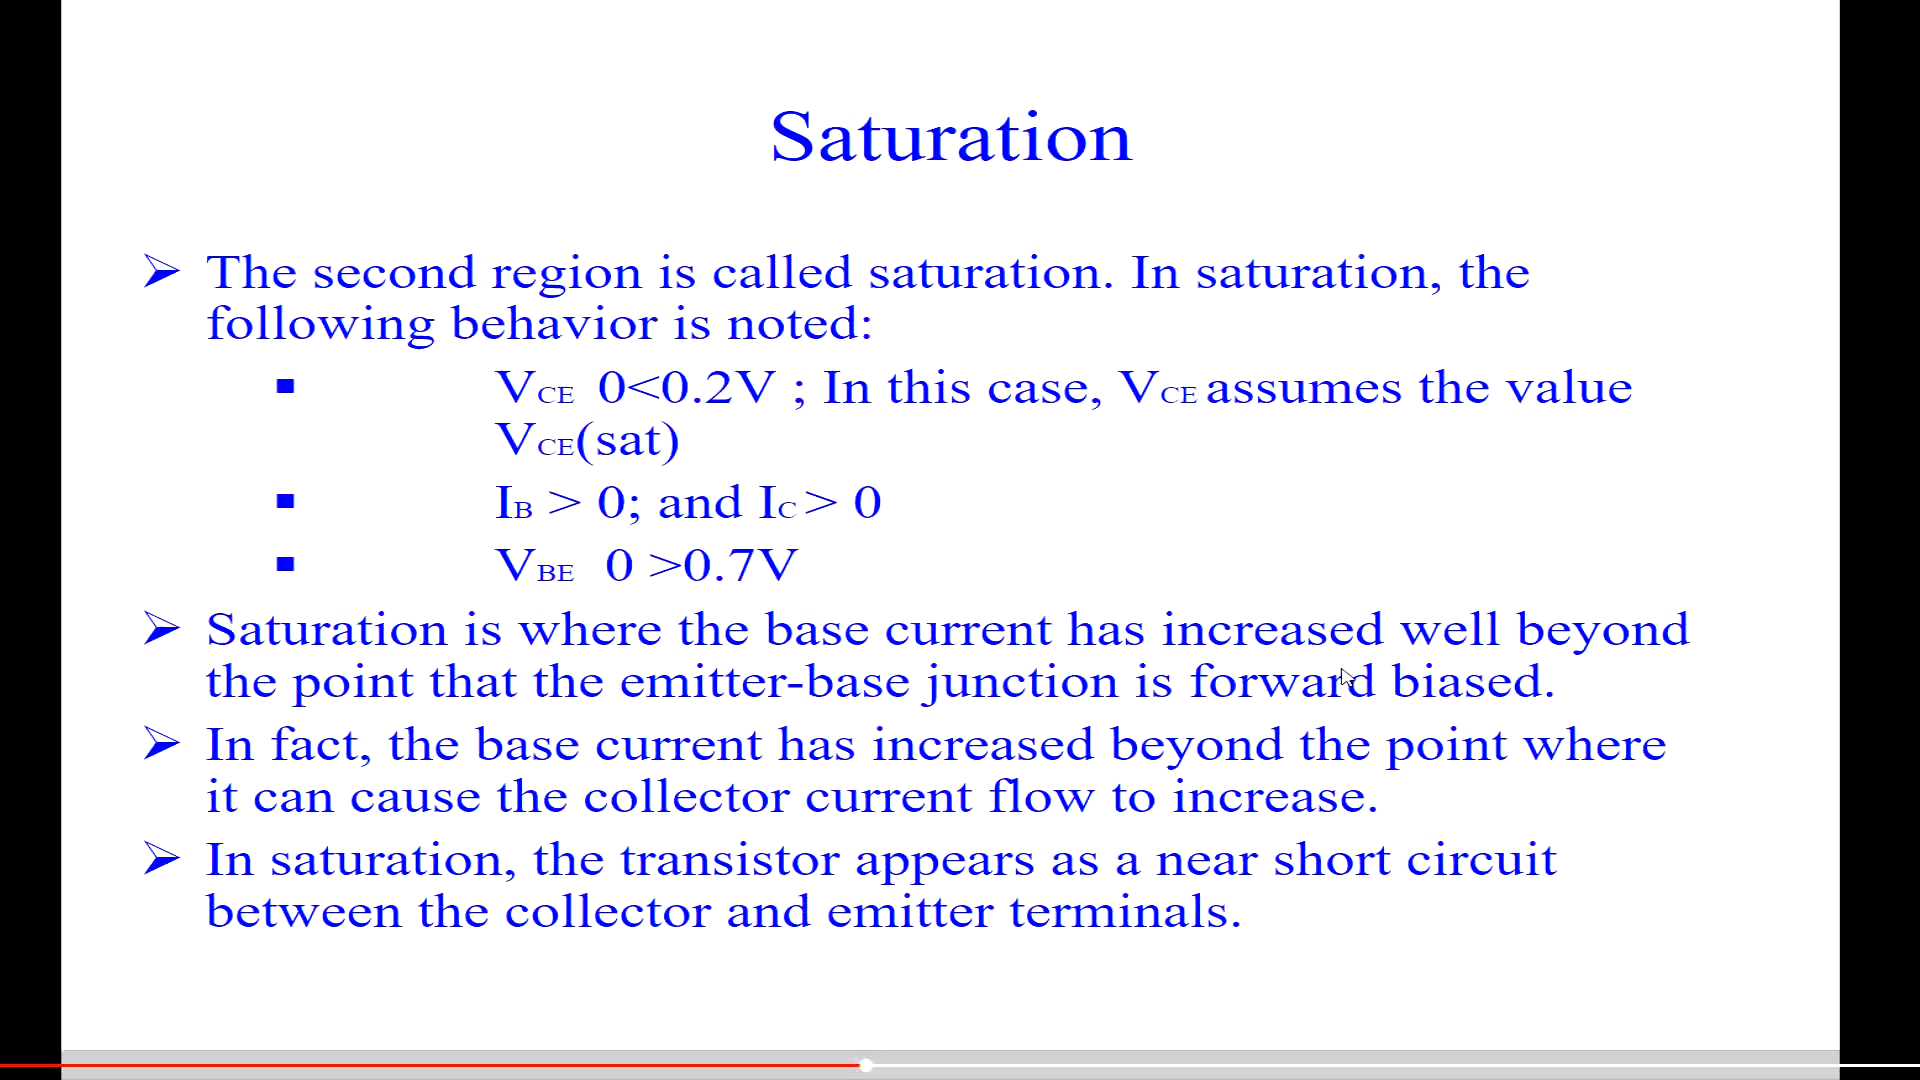 Saturation
➢ The second region is called saturation. In saturation, the
following behavior is noted:
▪ VCE 0<0.2V ; In this case, VCE assumes the value
VCE(sat)
▪ IB > 0; and IC > 0
▪ VBE 0 >0.7V
➢ Saturation is where the base current has increased well beyond
the point that the emitter-base junction is forward biased.
➢ In fact, the base current has increased beyond the point where
it can cause the collector current flow to increase.
➢ In saturation, the transistor appears as a near short circuit
between the collector and emitter terminals.